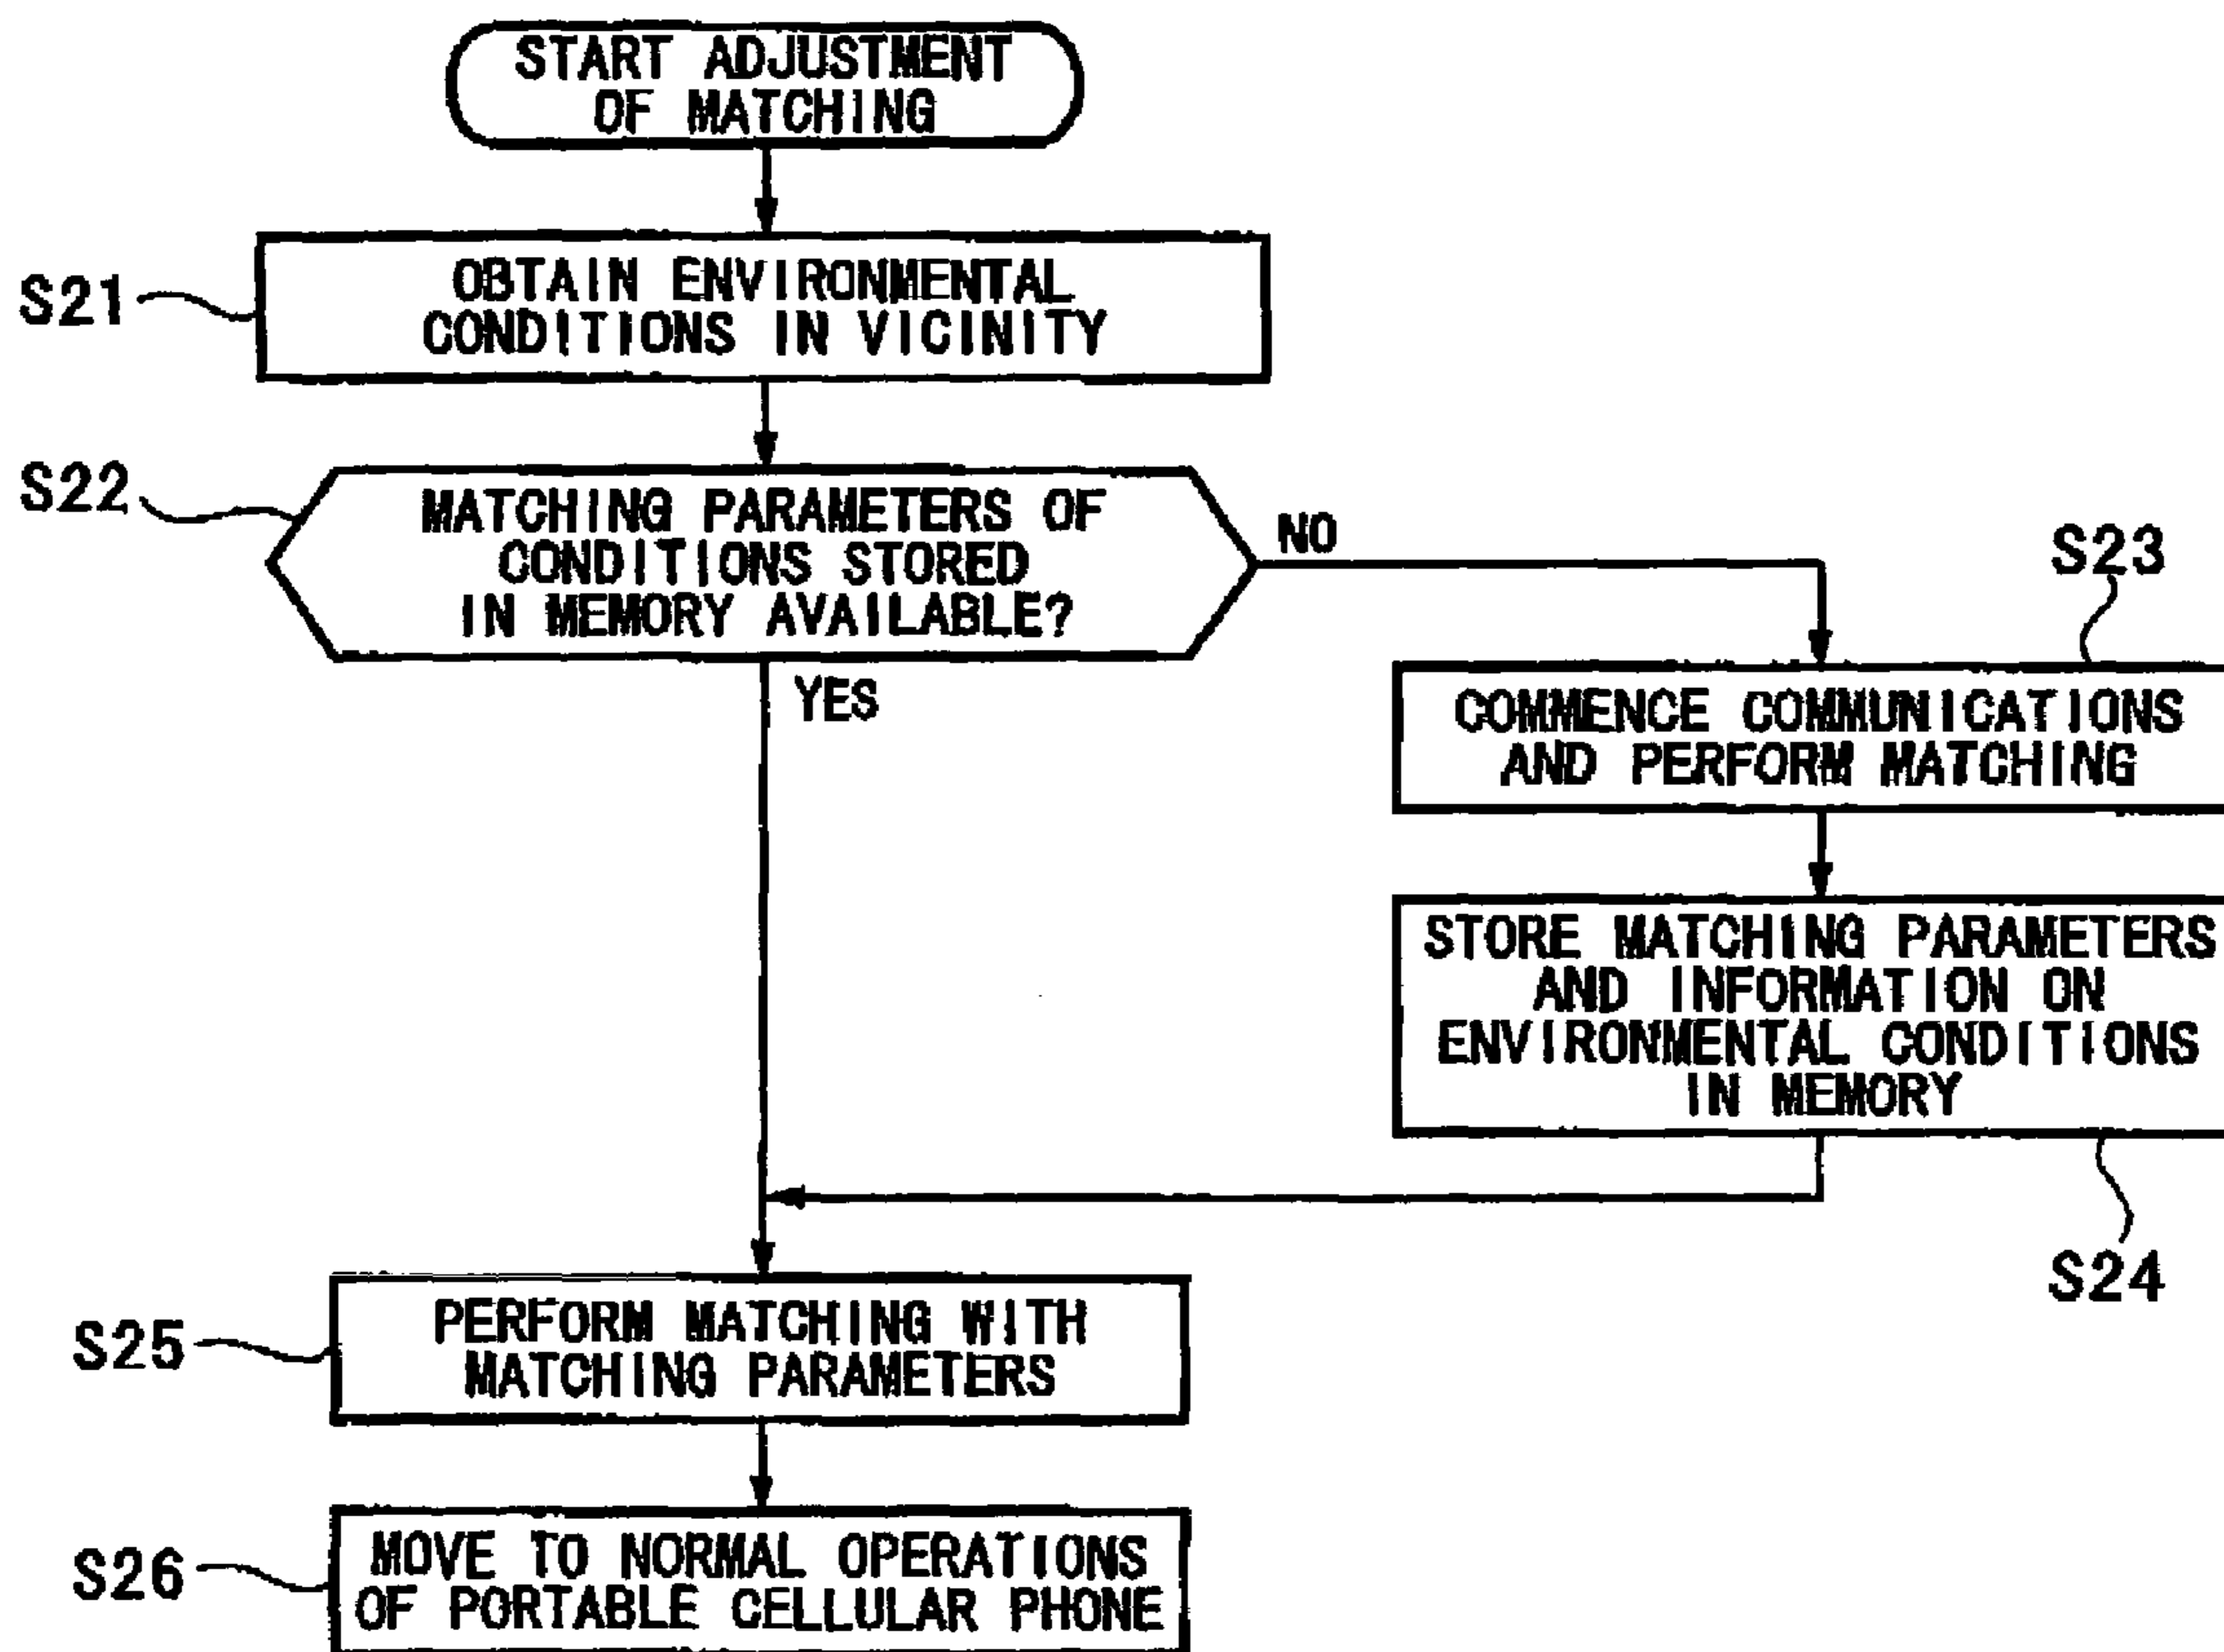 START ADJUSTMENT
OF MATCHING
S21
OBTAIN ENVIRONMENTAL
CONDITIONS IN VICINITY
S22
MATCHING PARAMETERS OF
CONDITIONS STORED
IN MEMORY AVAILABLE?
NO
YES
S23
COMMENCE COMMUNICATIONS
AND PERFORM MATCHING
STORE MATCHING PARAMETERS
AND INFORMATION ON
ENVIRONMENTAL CONDITIONS
IN MEMORY
S24
S25
PERFORM MATCHING WITH
MATCHING PARAMETERS
S26
MOVE TO NORMAL OPERATIONS
OF PORTABLE CELLULAR PHONE